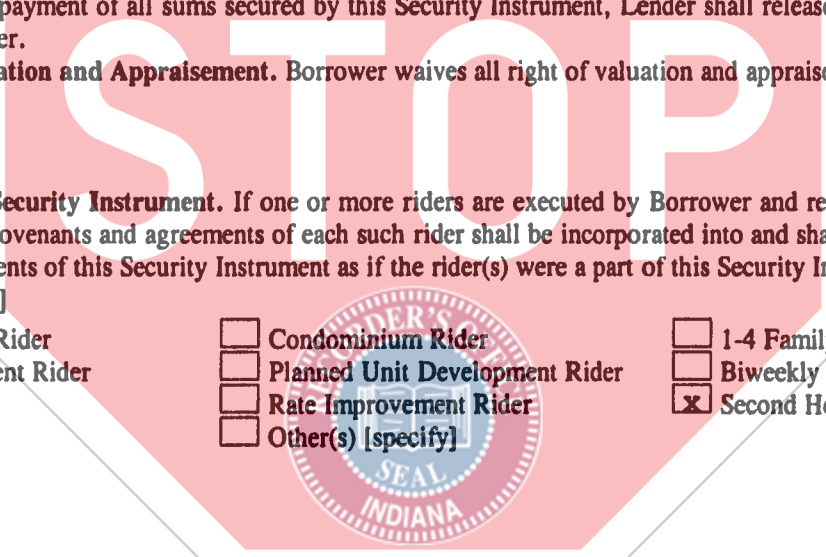 payment of all sums secured by this Security Instrument, Lender shall release
er.
ation and Appraisement. Borrower waives all right of valuation and appraise
STOP
Security Instrument. If one or more riders are executed by Borrower and re
ovenants and agreements of each such rider shall be incorporated into and sha
ents of this Security Instrument as if the rider(s) were a part of this Security In
]
Rider Condominium Rider 1-4 Famil
ent Rider Planned Unit Development Rider Biweekly
Rate Improvement Rider x Second Ho
Other(s) [specify]
RECORDER'S
SEAL
INDIANA